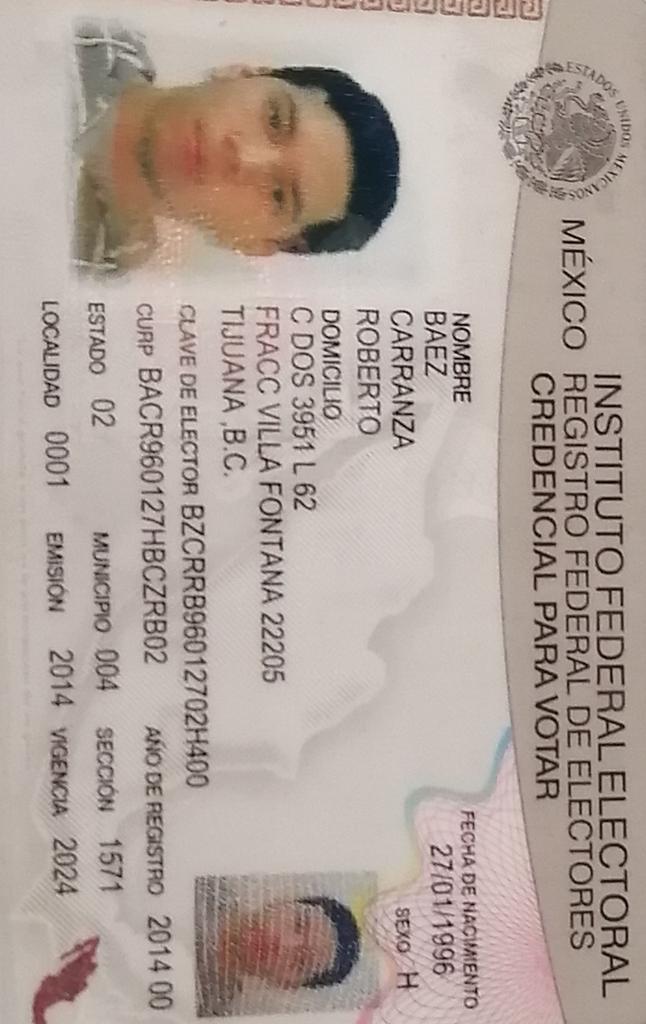 ESTADOS UNIDOS MEXICANOS
MÉXICO
INSTITUTO FEDERAL ELECTORAL
REGISTRO FEDERAL DE ELECTORES
CREDENCIAL PARA VOTAR
NOMBRE
BAEZ
CARRANZA
ROBERTO
FECHA DE NACIMIENTO
27/01/1996
SEXO H
DOMICILIO
C DOS 3951 L 62
FRACC VILLA FONTANA 22205
TIJUANA ,B.C.
CLAVE DE ELECTOR BZCRRB96012702H400
CURP BACR960127HBCZRB02 AÑO DE REGISTRO 2014 00
ESTADO 02 MUNICIPIO 004 SECCIÓN 1571
LOCALIDAD 0001 EMISIÓN 2014 VIGENCIA 2024